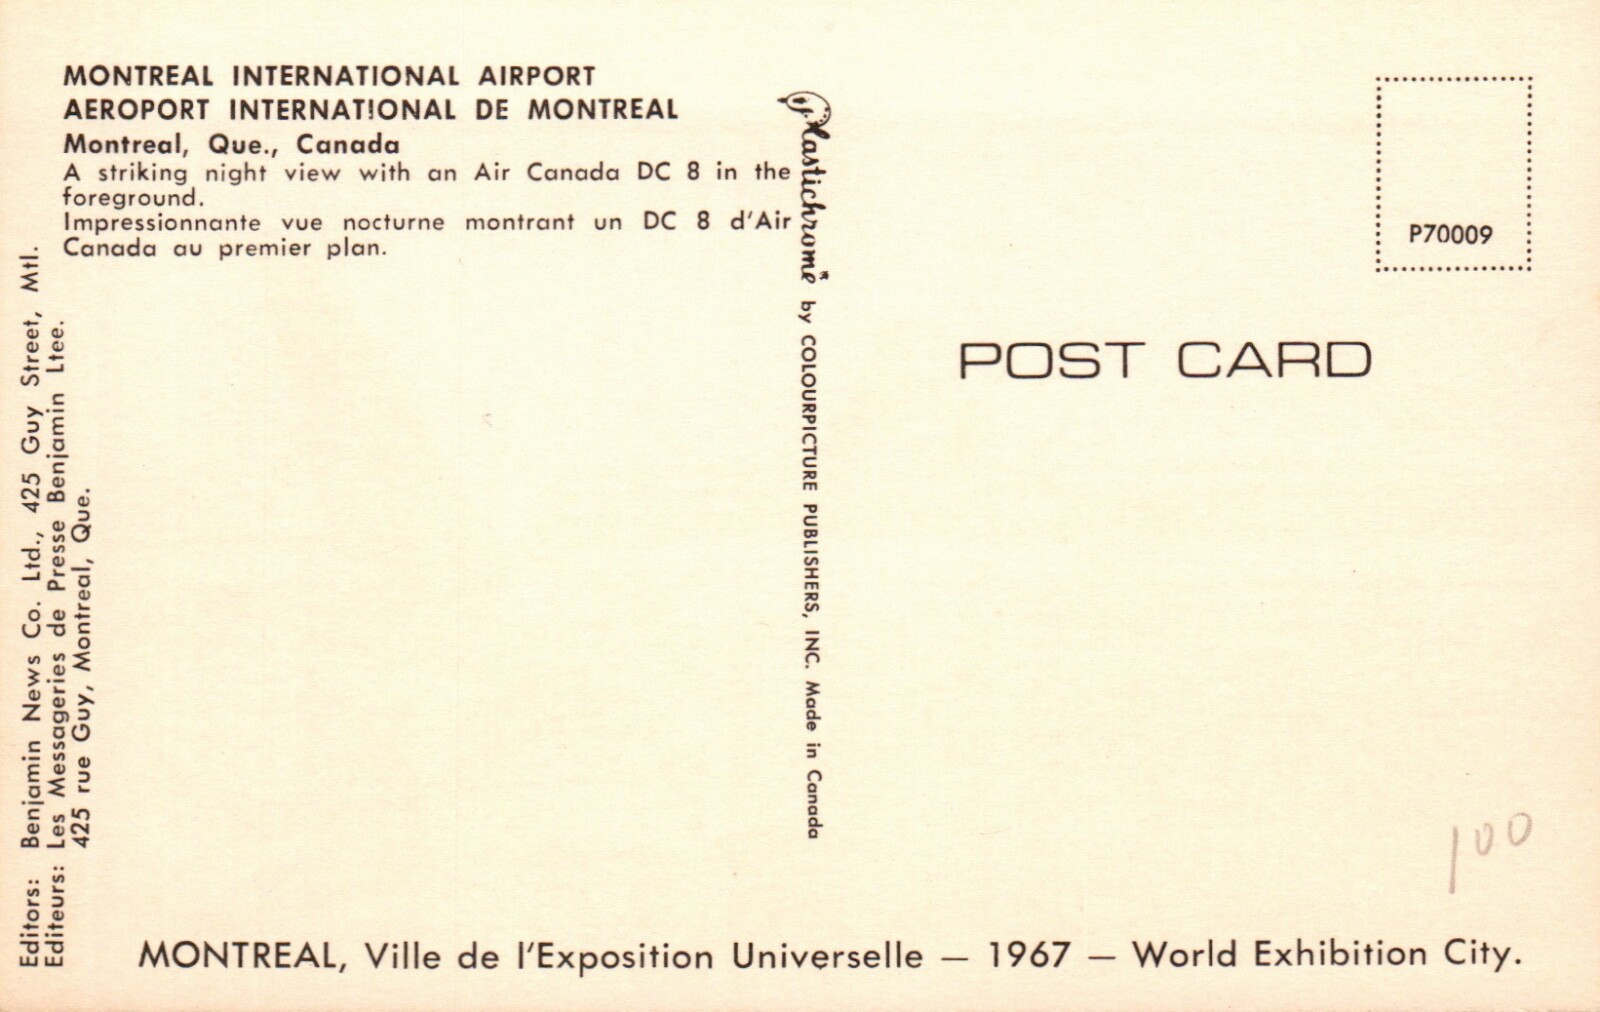 MONTREAL INTERNATIONAL AIRPORT
AEROPORT INTERNATIONAL DE MONTREAL
Montreal, Que., Canada
A striking night view with an Air Canada DC 8 in the
foreground.
Impressionnante vue nocturne montrant un DC 8 d'Air
Canada au premier plan.
Editors: Benjamin News Co. Ltd., 425 Guy Street, Mtl.
Editeurs: Les Messageries de Presse Benjamin Ltee.
425 rue Guy, Montreal, Que.
Plastichrome* by COLOURPICTURE PUBLISHERS, INC. Made in Canada
P70009
POST CARD
100
MONTREAL, Ville de l'Exposition Universelle — 1967 — World Exhibition City.